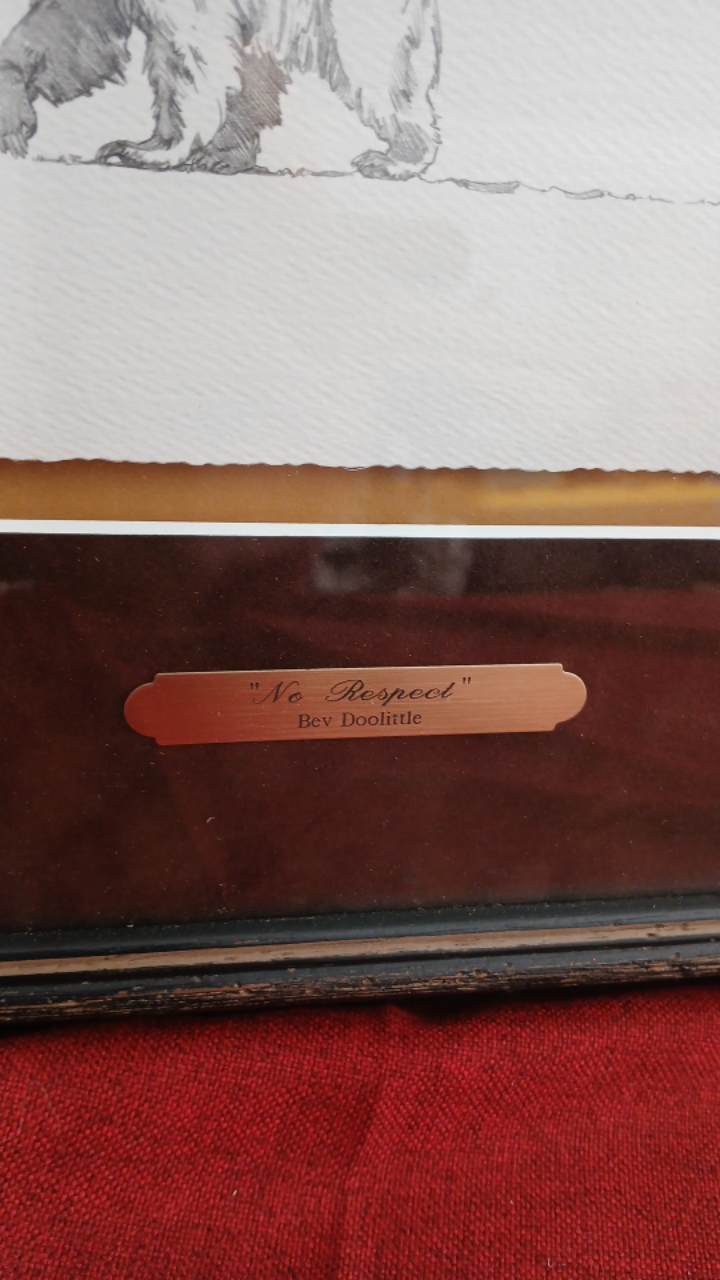 "No Respect"
Bev Doolittle